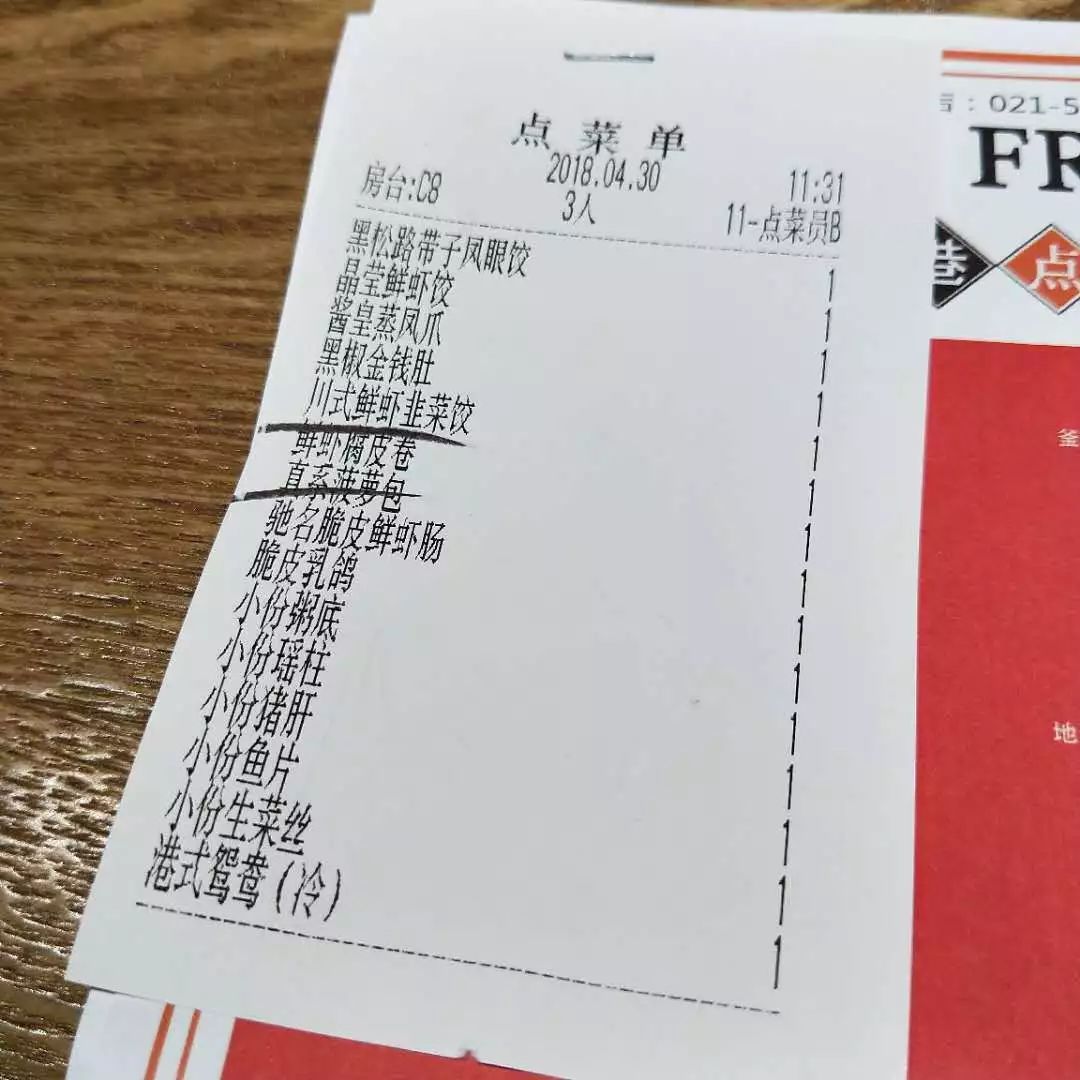 点菜单
2018.04.30
11:31
房台:C8
3人
11-点菜员B
黑松路带子凤眼饺 1
晶莹鲜虾饺 1
酱皇蒸凤爪 1
黑椒金钱肚 1
川式鲜虾韭菜饺 1
鲜虾腐皮卷 1
直系菠萝包 1
驰名脆皮鲜虾肠 1
脆皮乳鸽 1
小份粥底 1
小份瑶柱 1
小份猪肝 1
小份鱼片 1
小份生菜丝 1
港式鸳鸯(冷) 1
:021-5
FR
港点
釜
地